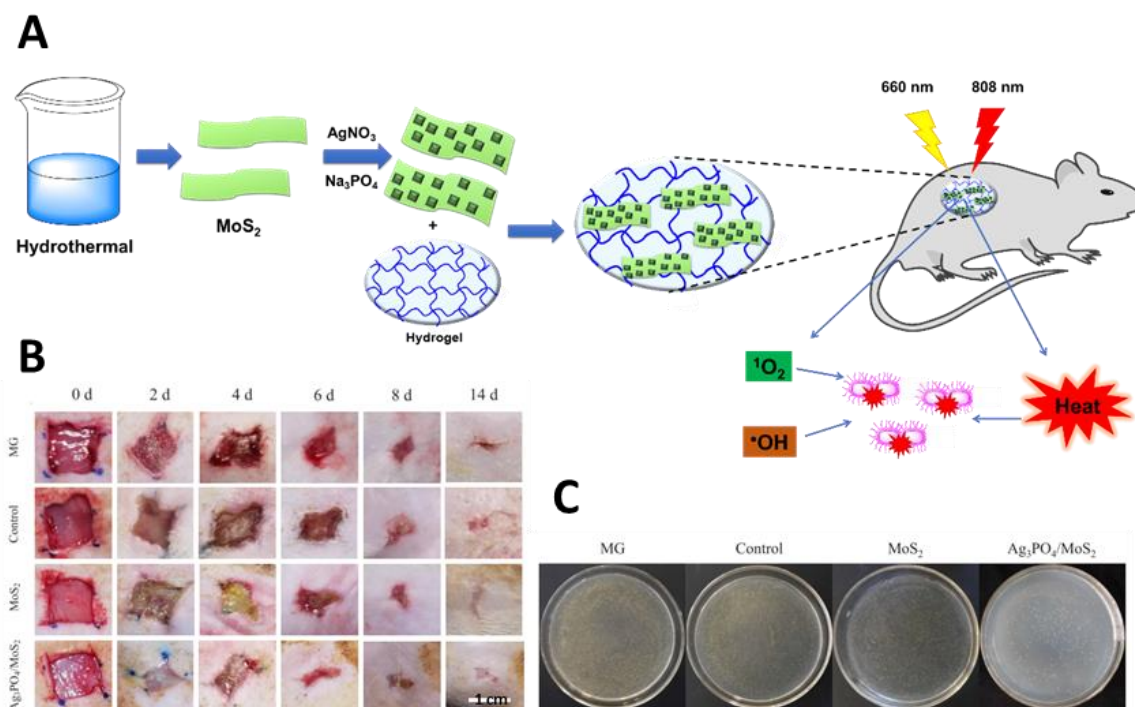 A
660 nm
808 nm
AgNO₃
Na₃PO₄
Hydrothermal
MoS₂
+
Hydrogel
¹O₂
•OH
Heat
B
0 d
2 d
4 d
6 d
8 d
14 d
MG
Control
MoS₂
Ag₃PO₄/MoS₂
1 cm
C
MG
Control
MoS₂
Ag₃PO₄/MoS₂